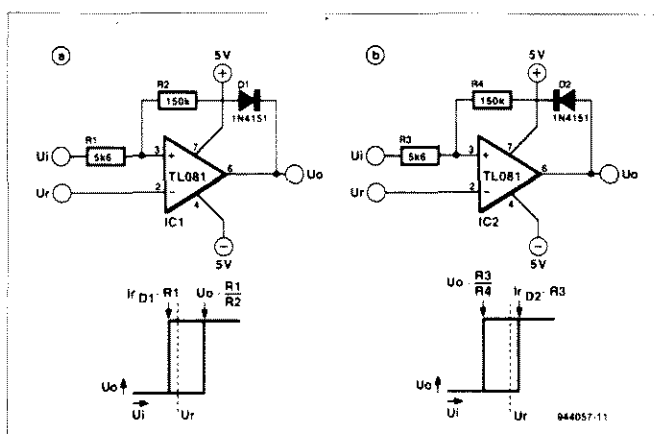 a
R2
150k
5V
+
D1
1N4151
R1
5k6
Ui
Ur
3
+
7
TL081
2
−
6
4
IC1
Uo
−
5V
Ir D1 · R1
Uo · R1/R2
Uo
Ui
Ur
b
R4
150k
5V
+
D2
1N4151
R3
5k6
Ui
Ur
3
+
7
TL081
2
−
6
4
IC2
Uo
−
5V
Uo · R3/R4
Ir D2 · R3
Uo
Ui
Ur
944057-11